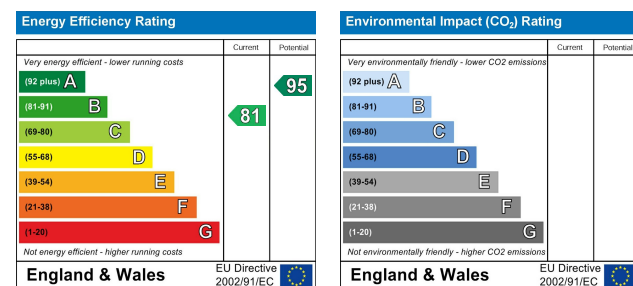 Energy Efficiency Rating
Current Potential
Very energy efficient - lower running costs
(92 plus) A
95
(81-91) B
81
(69-80) C
(55-68) D
(39-54) E
(21-38) F
(1-20) G
Not energy efficient - higher running costs
England & Wales
EU Directive
2002/91/EC
Environmental Impact (CO₂) Rating
Current Potential
Very environmentally friendly - lower CO2 emissions
(92 plus) A
(81-91) B
(69-80) C
(55-68) D
(39-54) E
(21-38) F
(1-20) G
Not environmentally friendly - higher CO2 emissions
England & Wales
EU Directive
2002/91/EC